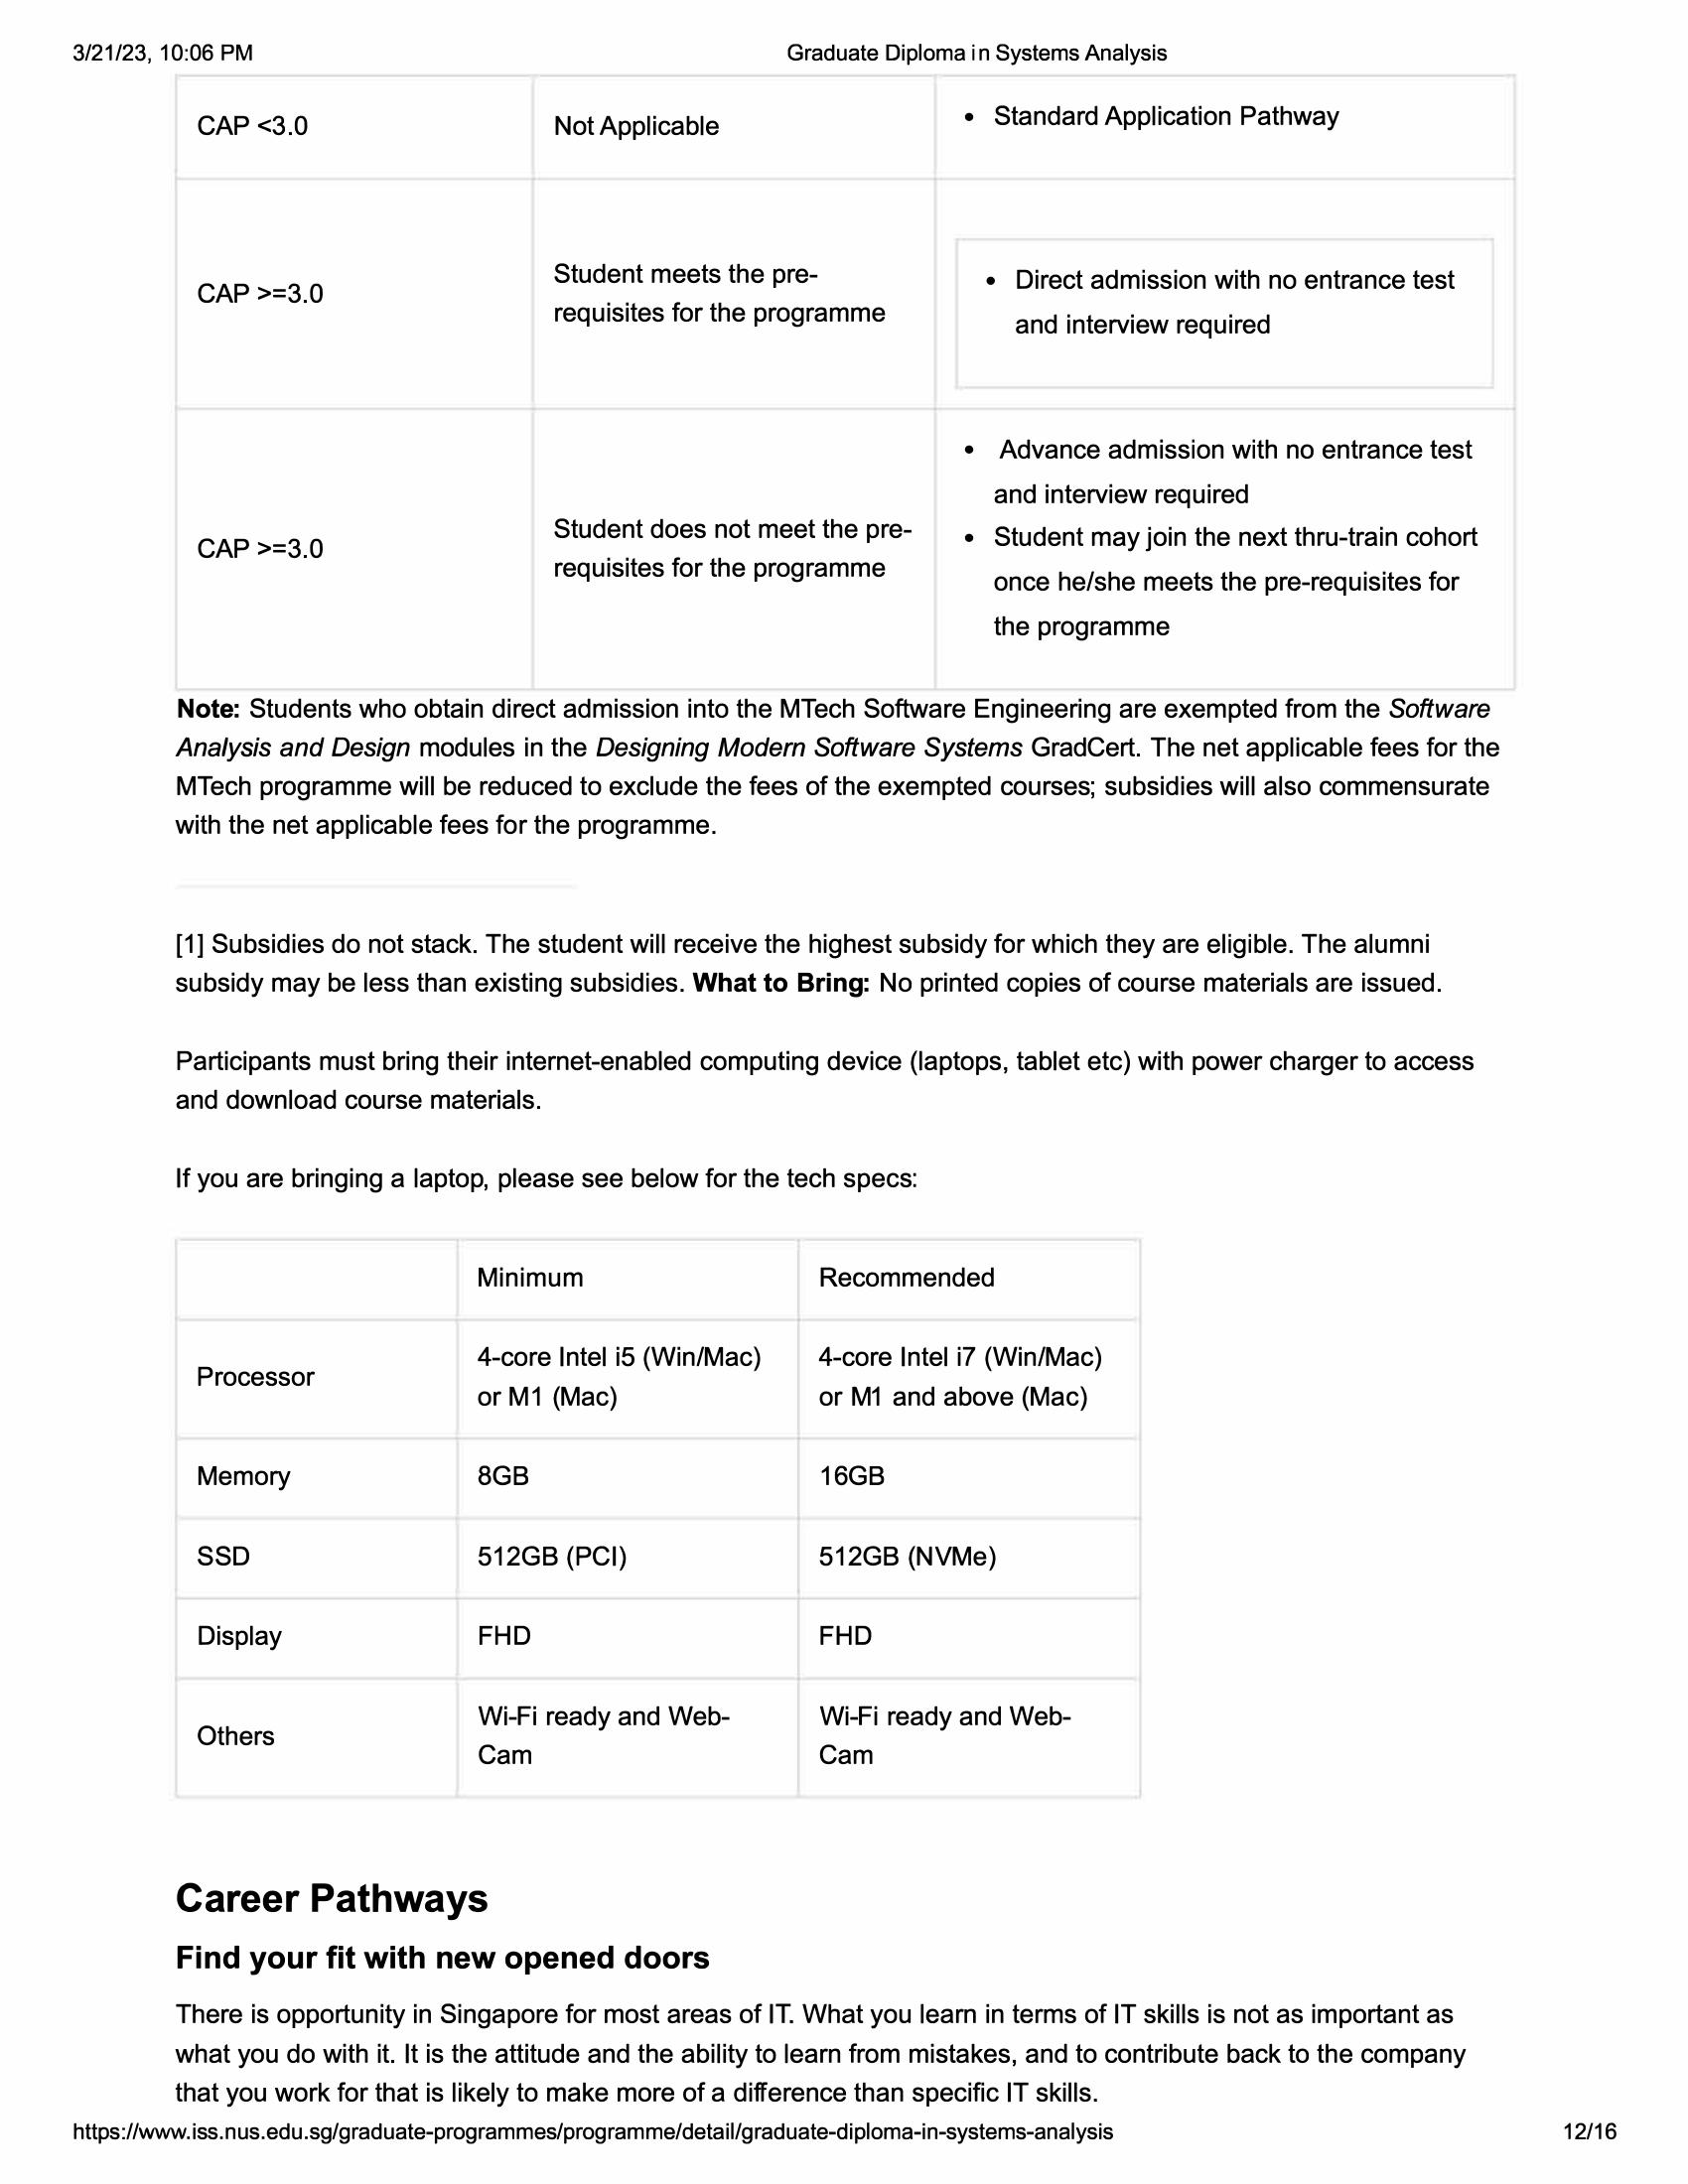 3/21/23, 10:06 PM
Graduate Diploma in Systems Analysis
CAP <3.0
Not Applicable
• Standard Application Pathway
CAP >=3.0
Student meets the pre-
requisites for the programme
• Direct admission with no entrance test
and interview required
CAP >=3.0
Student does not meet the pre-
requisites for the programme
• Advance admission with no entrance test
and interview required
• Student may join the next thru-train cohort
once he/she meets the pre-requisites for
the programme
Note: Students who obtain direct admission into the MTech Software Engineering are exempted from the Software
Analysis and Design modules in the Designing Modern Software Systems GradCert. The net applicable fees for the
MTech programme will be reduced to exclude the fees of the exempted courses; subsidies will also commensurate
with the net applicable fees for the programme.
[1] Subsidies do not stack. The student will receive the highest subsidy for which they are eligible. The alumni
subsidy may be less than existing subsidies. What to Bring: No printed copies of course materials are issued.
Participants must bring their internet-enabled computing device (laptops, tablet etc) with power charger to access
and download course materials.
If you are bringing a laptop, please see below for the tech specs:
Minimum
Recommended
Processor
4-core Intel i5 (Win/Mac)
or M1 (Mac)
4-core Intel i7 (Win/Mac)
or M1 and above (Mac)
Memory
8GB
16GB
SSD
512GB (PCI)
512GB (NVMe)
Display
FHD
FHD
Others
Wi-Fi ready and Web-
Cam
Wi-Fi ready and Web-
Cam
Career Pathways
Find your fit with new opened doors
There is opportunity in Singapore for most areas of IT. What you learn in terms of IT skills is not as important as
what you do with it. It is the attitude and the ability to learn from mistakes, and to contribute back to the company
that you work for that is likely to make more of a difference than specific IT skills.
https://www.iss.nus.edu.sg/graduate-programmes/programme/detail/graduate-diploma-in-systems-analysis
12/16